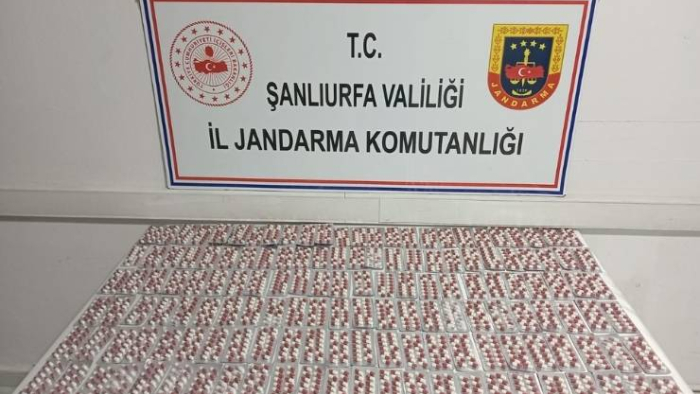 T.C.
ŞANLIURFA VALİLİĞİ
İL JANDARMA KOMUTANLIĞI
JANDARMA